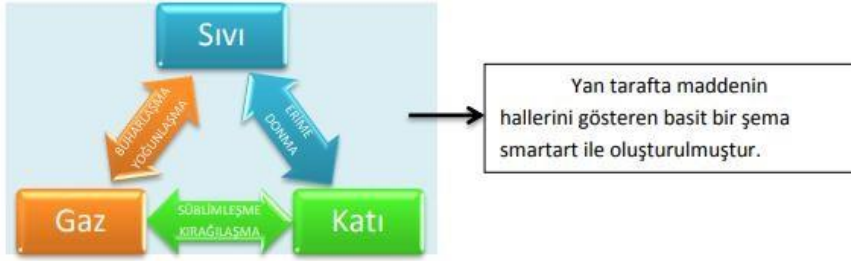 Sıvı
BUHARLAŞMA
YOĞUNLAŞMA
ERİME
DONMA
Gaz
SÜBLİMLEŞME
KIRAĞILAŞMA
Katı
Yan tarafta maddenin
hallerini gösteren basit bir şema
smartart ile oluşturulmuştur.